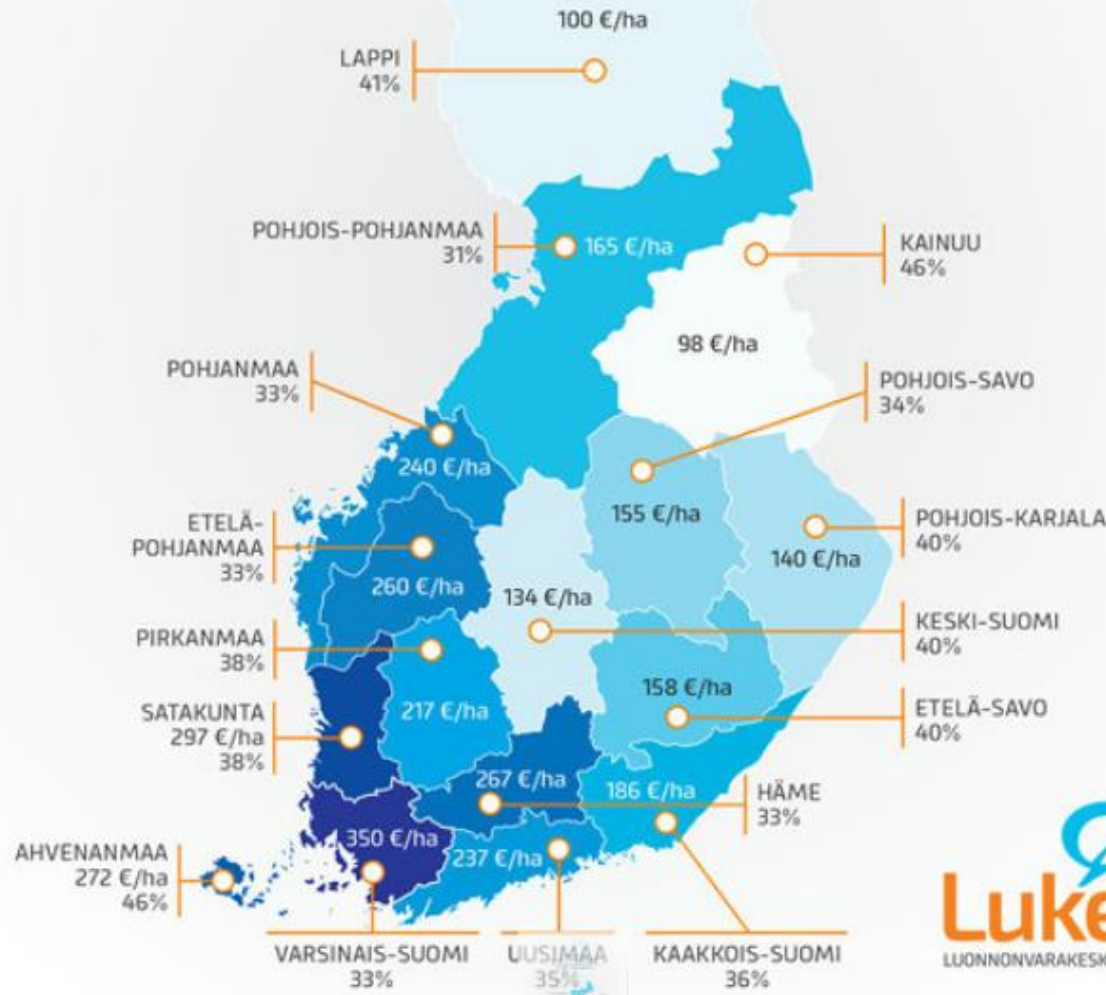 100 €/ha
LAPPI
41%
POHJOIS-POHJANMAA
31%
165 €/ha
KAINUU
46%
98 €/ha
POHJANMAA
33%
POHJOIS-SAVO
34%
240 €/ha
155 €/ha
ETELÄ-
POHJANMAA
33%
POHJOIS-KARJALA
40%
140 €/ha
260 €/ha
134 €/ha
KESKI-SUOMI
40%
PIRKANMAA
38%
158 €/ha
ETELÄ-SAVO
40%
SATAKUNTA
297 €/ha
38%
217 €/ha
267 €/ha
186 €/ha
HÄME
33%
350 €/ha
237 €/ha
AHVENANMAA
272 €/ha
46%
VARSINAIS-SUOMI
33%
UUSIMAA
35%
KAAKKOIS-SUOMI
36%
Luke
LUONNONVARAKESK